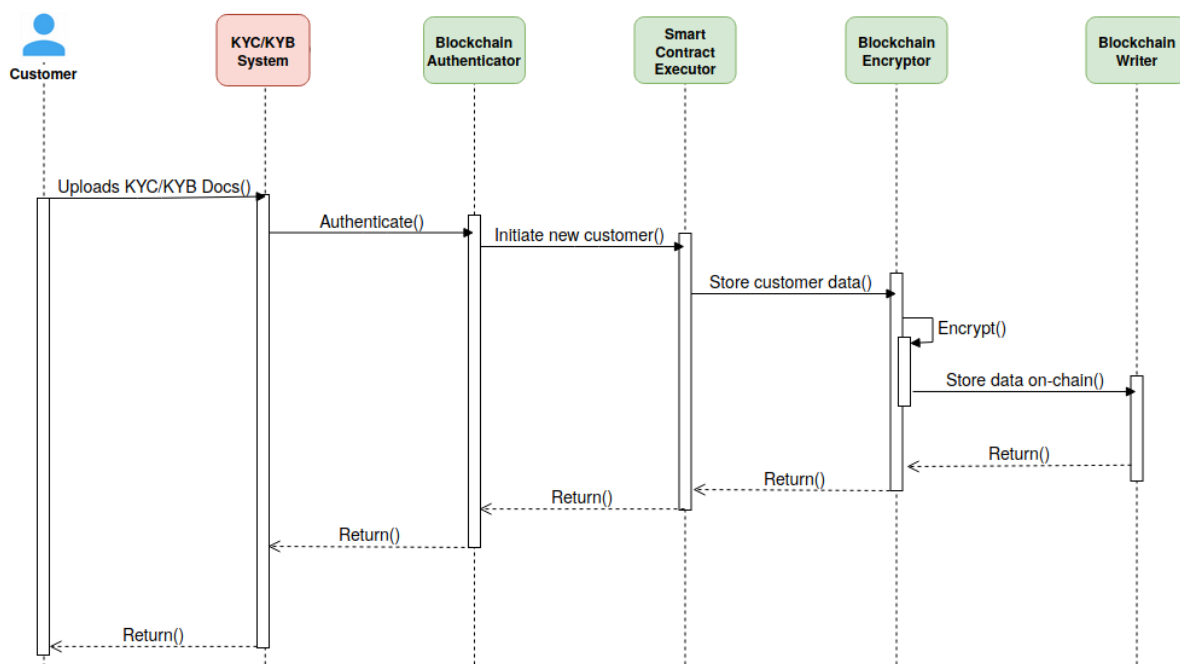 Customer
KYC/KYB
System
Blockchain
Authenticator
Smart
Contract
Executor
Blockchain
Encryptor
Blockchain
Writer
Uploads KYC/KYB Docs()
Authenticate()
Initiate new customer()
Store customer data()
Encrypt()
Store data on-chain()
Return()
Return()
Return()
Return()
Return()